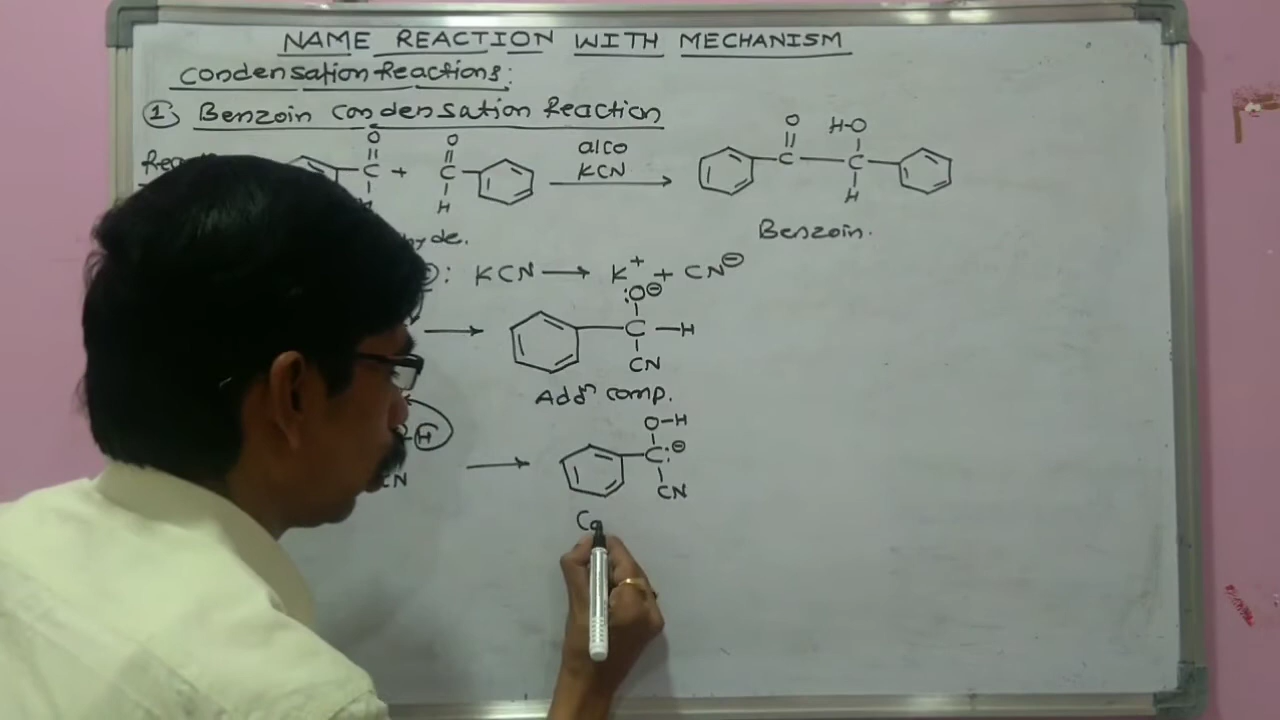 NAME REACTION WITH MECHANISM
Condensation Reactions:
① Benzoin condensation Reaction
O O alco O H-O
C + C KCN C C
H H
Benzoin.
: KCN → K⁺ + CN⊖
:O⊖
C H
CN
Addⁿ comp.
O-H
H C:⊖
CN CN